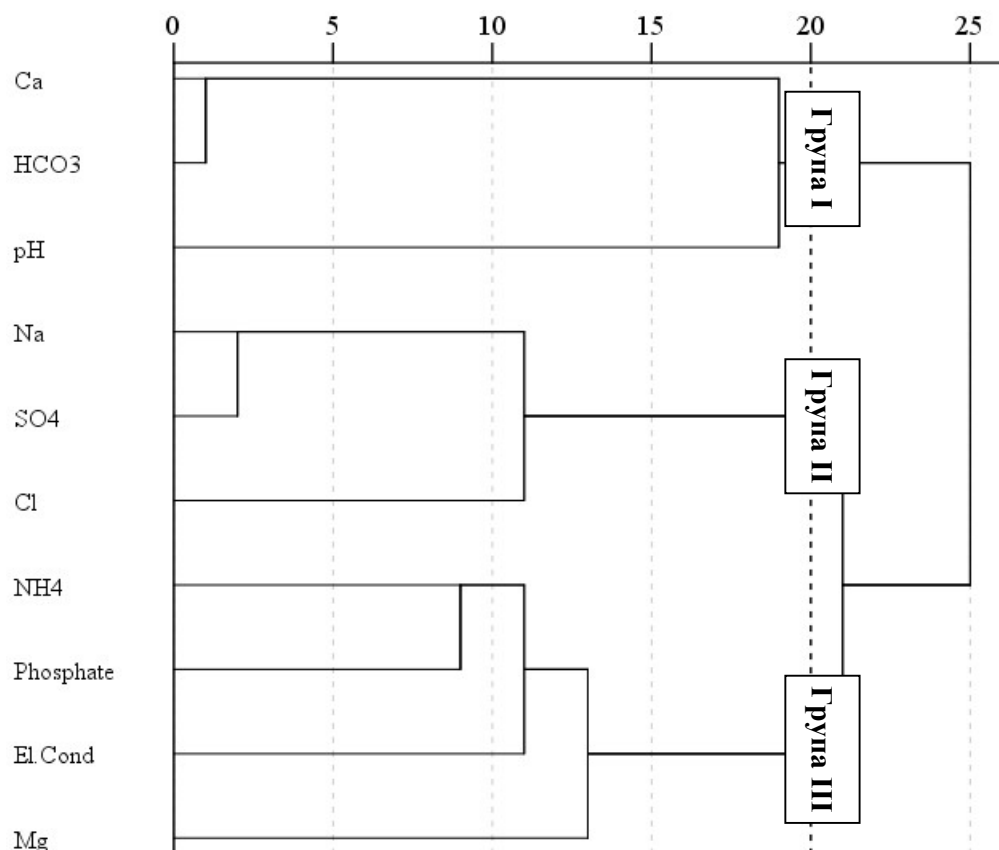 0 5 10 15 20 25
Ca
HCO3
pH
Na
SO4
Cl
NH4
Phosphate
El.Cond
Mg
Група I
Група II
Група III